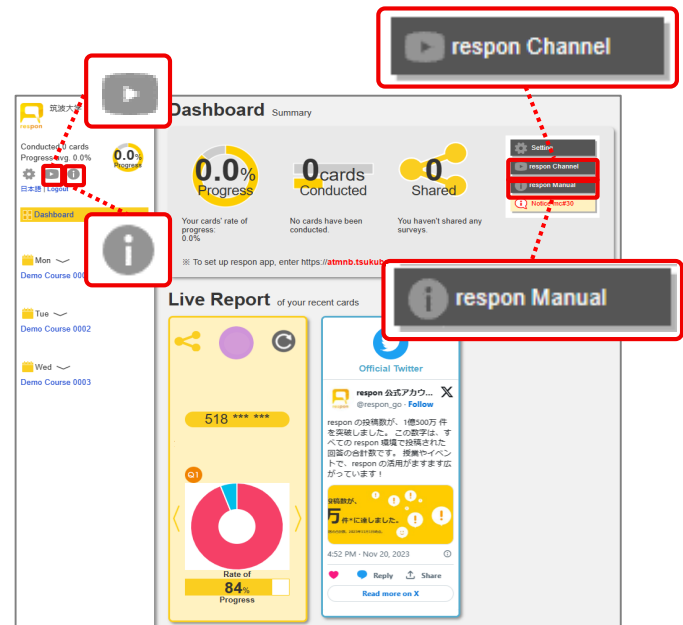 respon Channel
respon
筑波大
Conducted 0 cards
Progress avg. 0.0%
0.0%
Progress
日本語 | Logout
Dashboard
Mon
Demo Course 000
Tue
Demo Course 0002
Wed
Demo Course 0003
Dashboard Summary
0.0%
Progress
Your cards' rate of
progress:
0.0%
0cards
Conducted
No cards have been
conducted.
0
Shared
You haven't shared any
surveys.
Setting
respon Channel
respon Manual
Notice:mc#30
※ To set up respon app, enter https://atmnb.tsukub
respon Manual
Live Report of your recent cards
518 *** ***
Q1
Rate of
84%
Progress
Official Twitter
respon 公式アカウ...
@respon_go · Follow
respon の投稿数が、1億500万 件
を突破しました。 この数字は、す
べての respon 環境で投稿された
回答の合計数です。 授業やイベン
トで、respon の活用がますます広
がっています！
投稿数が、
万件*に達しました。
4:52 PM · Nov 20, 2023
Reply
Share
Read more on X